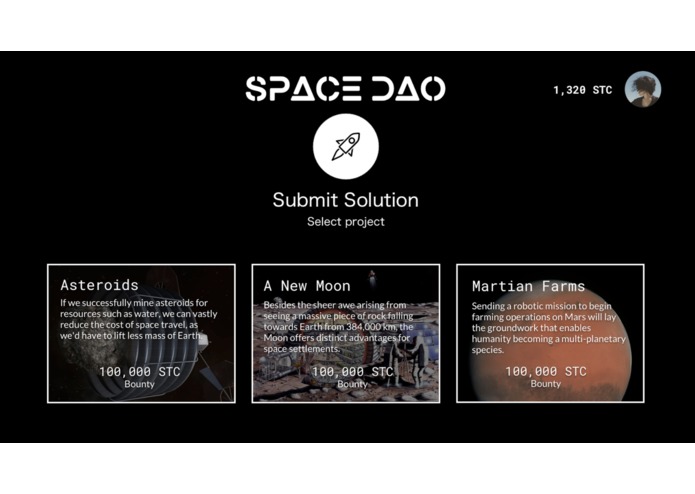 SPACE DAO
1,320 STC
Submit Solution
Select project
Asteroids
If we successfully mine asteroids for
resources such as water, we can vastly
reduce the cost of space travel, as
we'd have to lift less mass of Earth.
100,000 STC
Bounty
A New Moon
Besides the sheer awe arising from
seeing a massive piece of rock falling
towards Earth from 384,000 km, the
Moon offers distinct advantages for
space settlements.
100,000 STC
Bounty
Martian Farms
Sending a robotic mission to begin
farming operations on Mars will lay
the groundwork that enables
humanity becoming a multi-planetary
species.
100,000 STC
Bounty